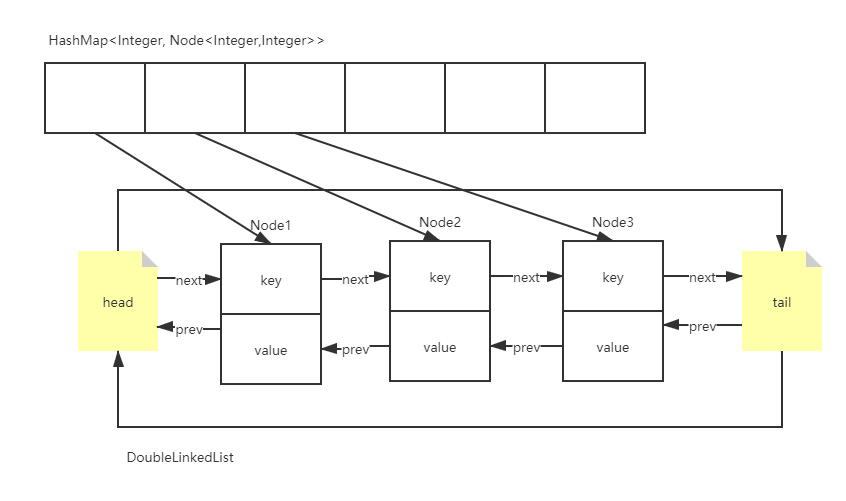 HashMap<Integer, Node<Integer,Integer>>
Node1
Node2
Node3
head
next
key
next
key
next
key
next
tail
prev
value
prev
value
prev
value
prev
DoubleLinkedList